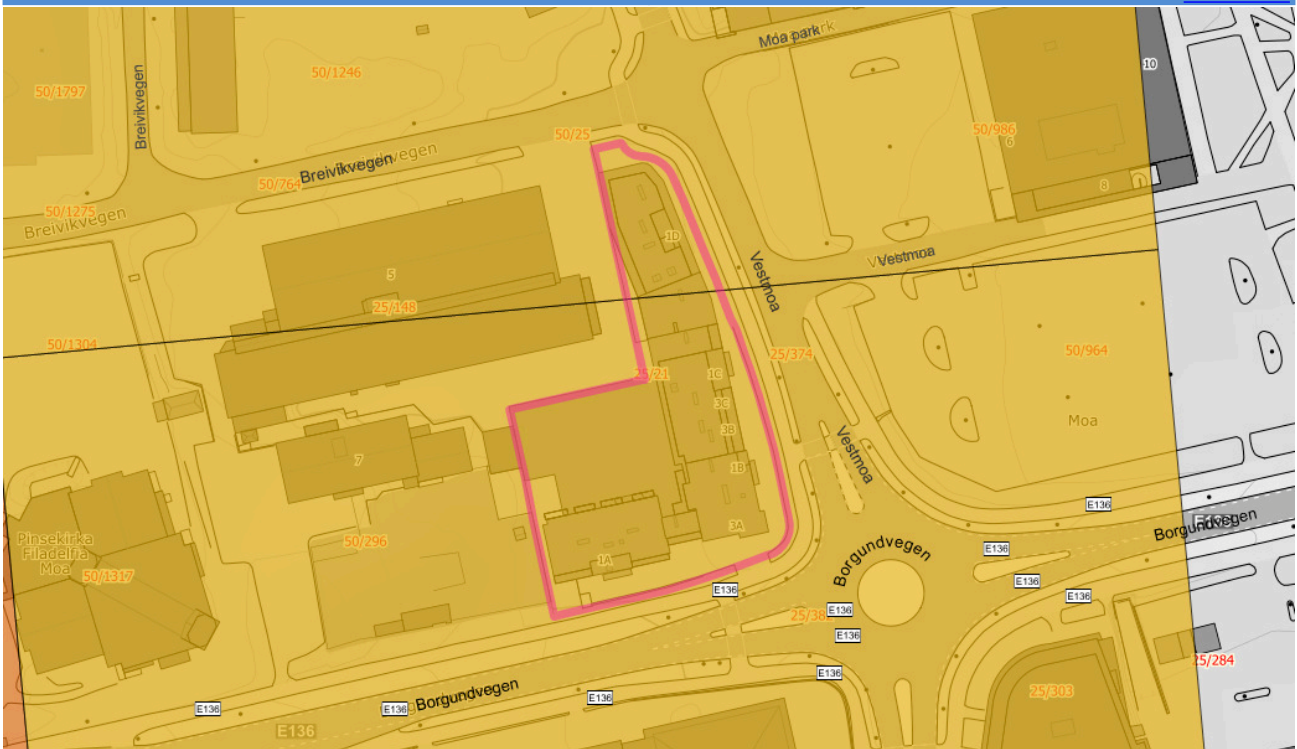 Moa park
10
50/1246
50/1797
Breivikvegen
50/986
6
50/25
Breivikvegen
50/764
8
50/1275
Breivikvegen
1D
Vestmoa
Vestmoa
5
25/148
50/1304
25/374
50/964
25/21
1C
3C
3B
Moa
Vestmoa
7
1B
E136
3A
Borgundvegen
Pinsekirka
Filadelfia
Moa
50/296
Borgundvegen
E136
1A
50/1317
E136
E136
E136
E136
25/382
E136
25/284
E136
25/303
Borgundvegen
E136
E136
E136
E136